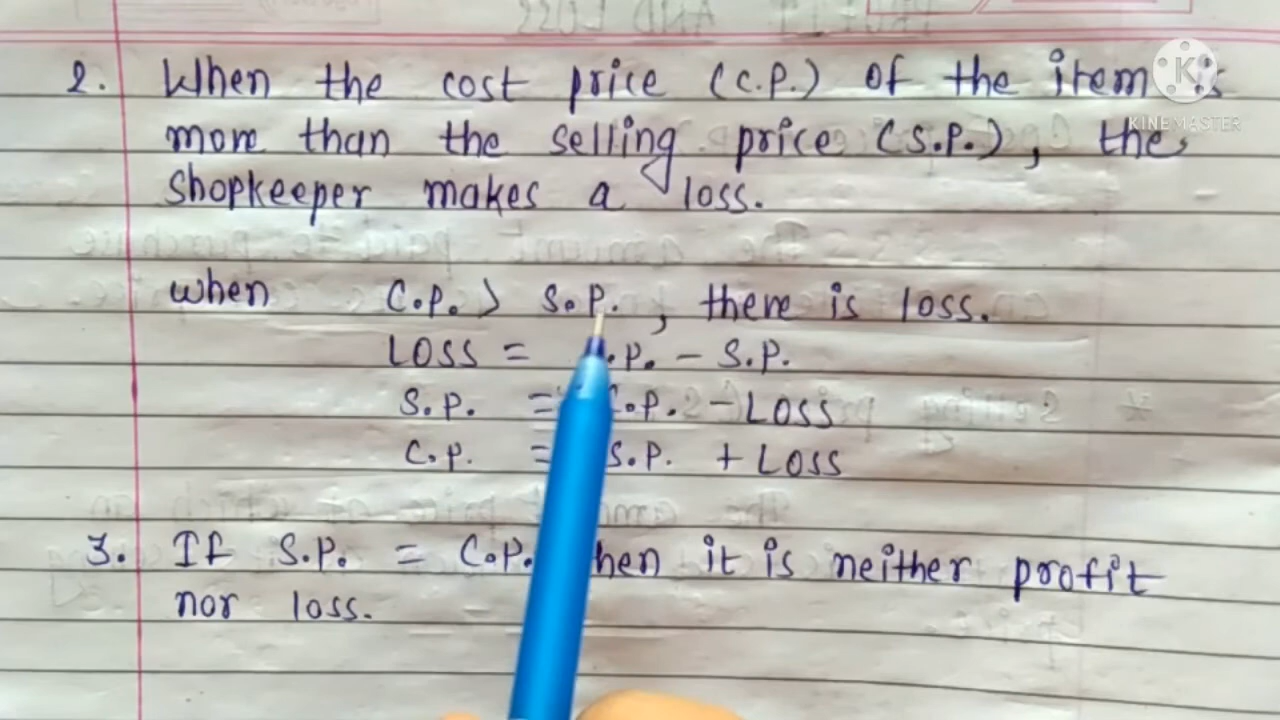 2. When the cost price (C.P.) of the item is
more than the selling price (S.P.), the
shopkeeper makes a loss.
when C.P. > S.P., there is loss.
LOSS = .P. - S.P.
S.P. = C.P. - LOSS
C.P. = S.P. + LOSS
3. If S.P. = C.P. hen it is neither profit
nor loss.
KINEMASTER